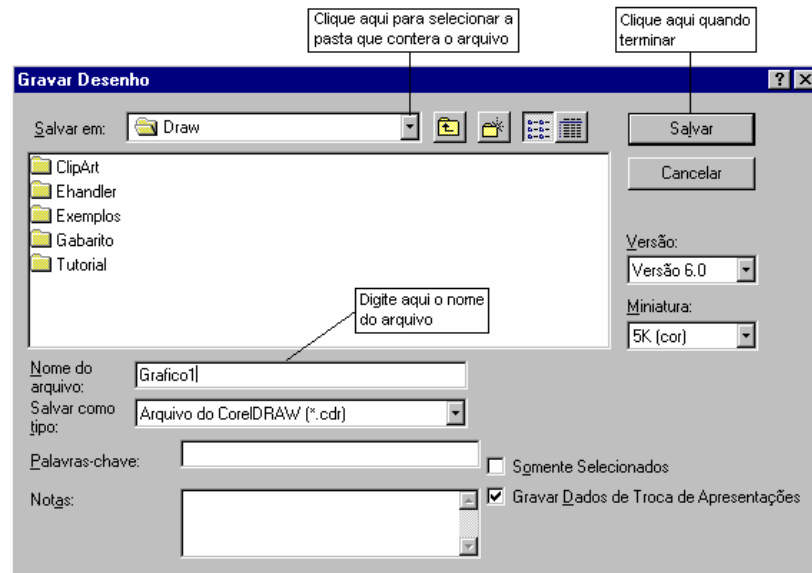 Clique aqui para selecionar a
pasta que contera o arquivo
Clique aqui quando
terminar
Gravar Desenho
Salvar em:
Draw
Salvar
ClipArt
Ehandler
Exemplos
Gabarito
Tutorial
Cancelar
Versão:
Versão 6.0
Miniatura:
5K (cor)
Digite aqui o nome
do arquivo
Nome do
arquivo:
Grafico1
Salvar como
tipo:
Arquivo do CorelDRAW (*.cdr)
Palavras-chave:
Somente Selecionados
Notas:
Gravar Dados de Troca de Apresentações